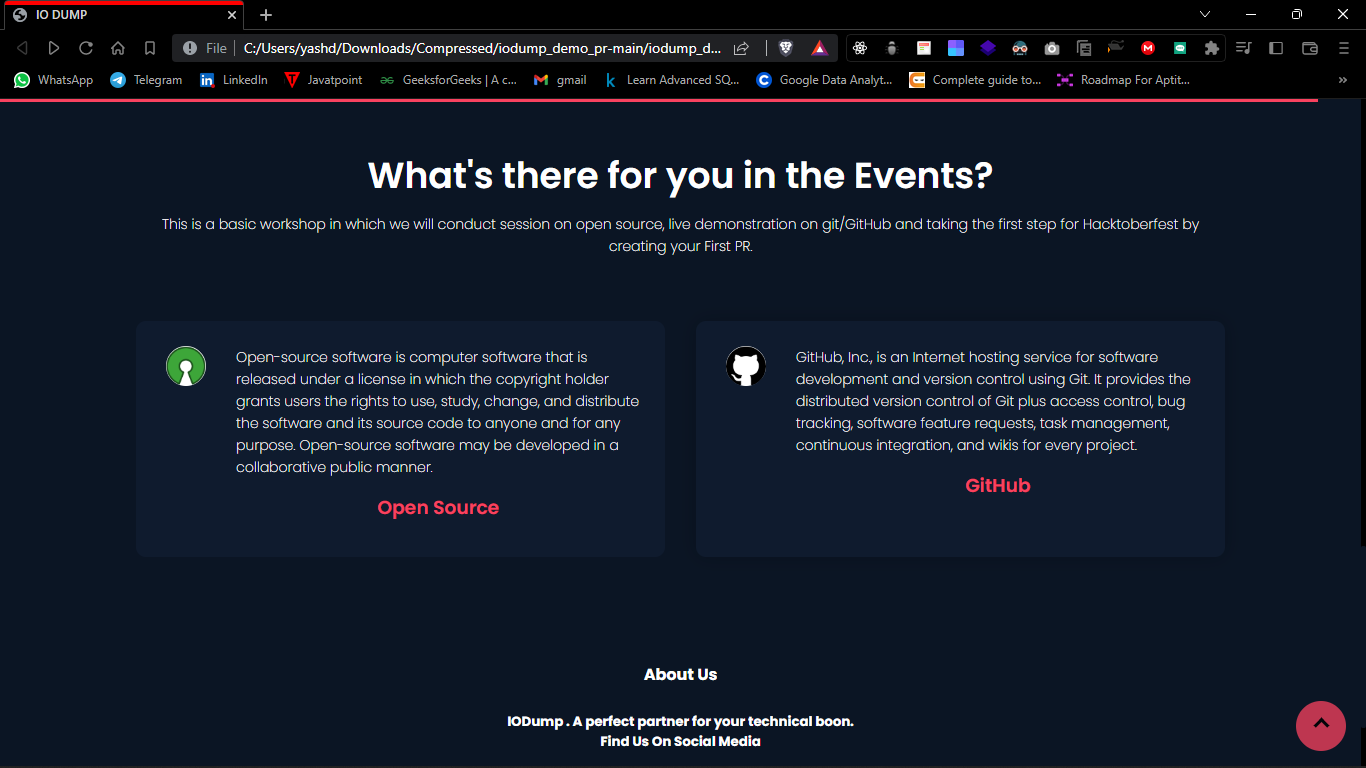 IO DUMP
File C:/Users/yashd/Downloads/Compressed/iodump_demo_pr-main/iodump_d...
WhatsApp Telegram LinkedIn Javatpoint GeeksforGeeks | A c... gmail Learn Advanced SQ... Google Data Analyt... Complete guide to... Roadmap For Aptit... »
What's there for you in the Events?
This is a basic workshop in which we will conduct session on open source, live demonstration on git/GitHub and taking the first step for Hacktoberfest by
creating your First PR.
Open-source software is computer software that is
released under a license in which the copyright holder
grants users the rights to use, study, change, and distribute
the software and its source code to anyone and for any
purpose. Open-source software may be developed in a
collaborative public manner.
Open Source
GitHub, Inc., is an Internet hosting service for software
development and version control using Git. It provides the
distributed version control of Git plus access control, bug
tracking, software feature requests, task management,
continuous integration, and wikis for every project.
GitHub
About Us
IODump . A perfect partner for your technical boon.
Find Us On Social Media